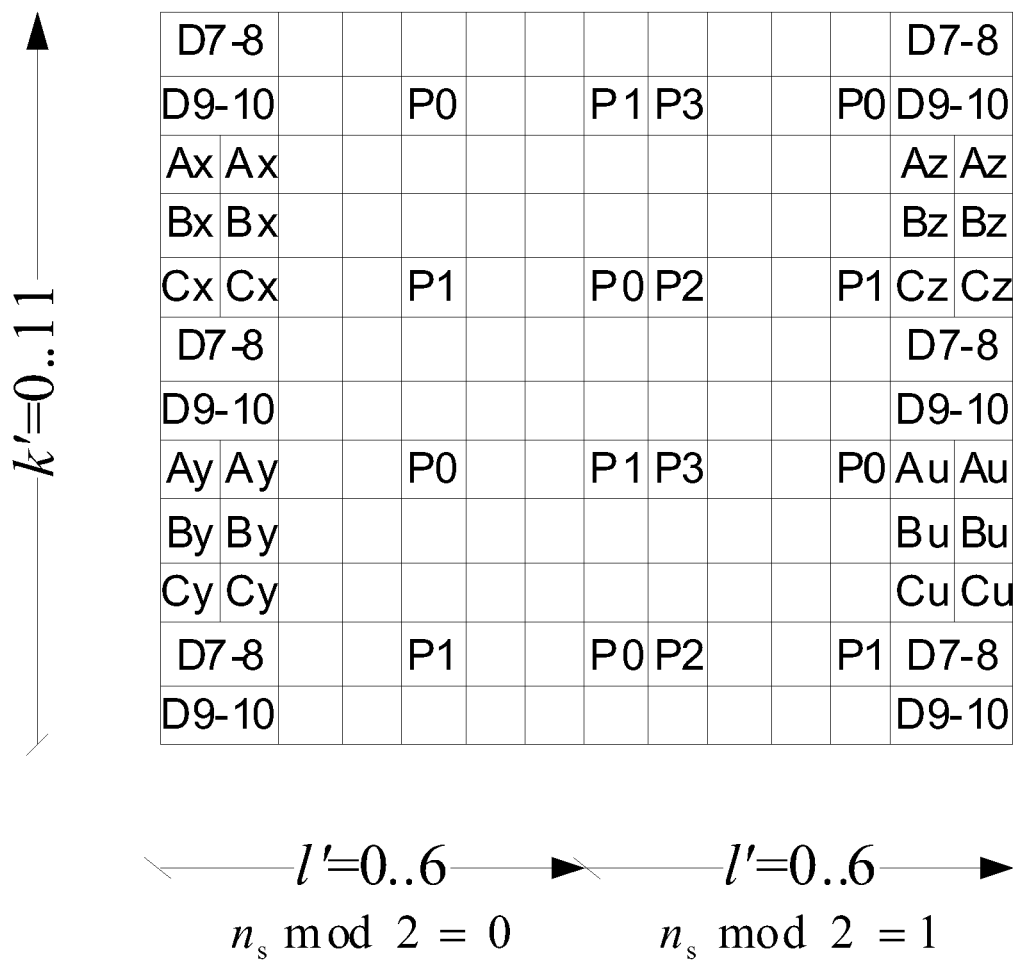 D7-8 D7-8
D9-10 P0 P1 P3 P0 D9-10
Ax Ax Az Az
Bx Bx Bz Bz
Cx Cx P1 P0 P2 P1 Cz Cz
D7-8 D7-8
D9-10 D9-10
Ay Ay P0 P1 P3 P0 Au Au
By By Bu Bu
Cy Cy Cu Cu
D7-8 P1 P0 P2 P1 D7-8
D9-10 D9-10
k'=0..11
l'=0..6 l'=0..6
nₛ mod 2 = 0 nₛ mod 2 = 1